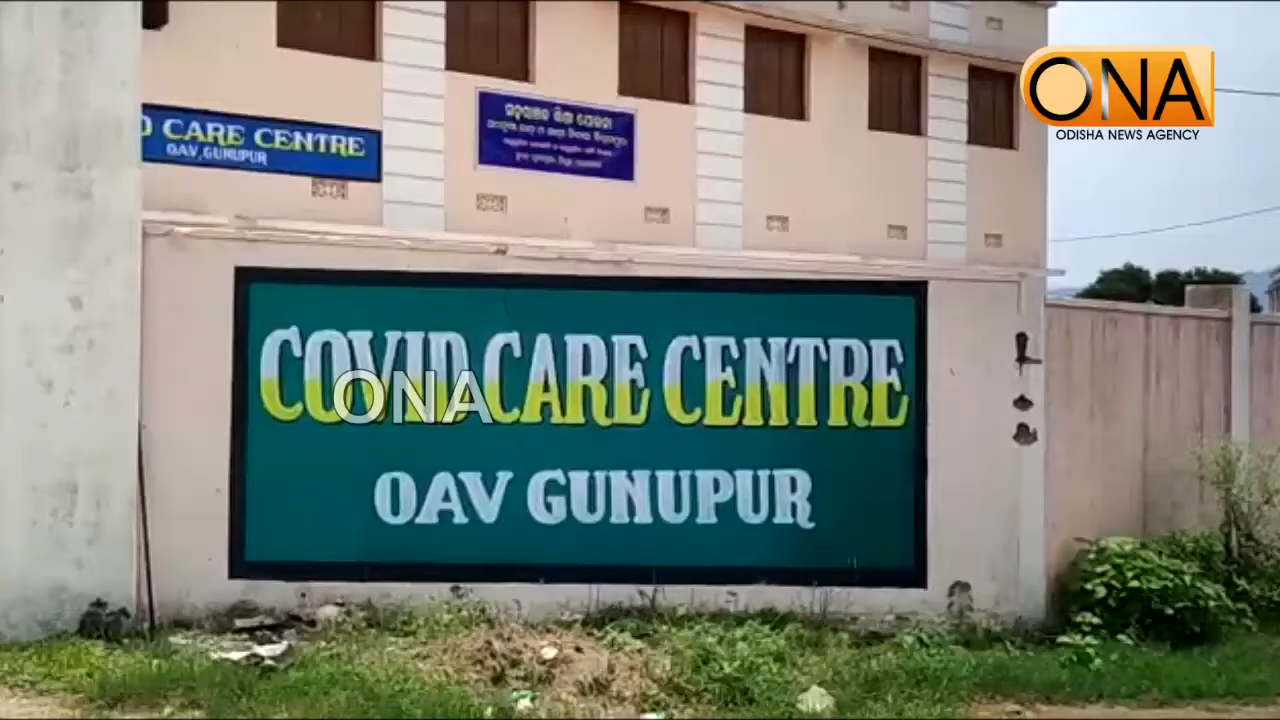 ONA
ODISHA NEWS AGENCY
CARE CENTRE
OAV, GUNUPUR
COVID CARE CENTRE
ONA
OAV GUNUPUR